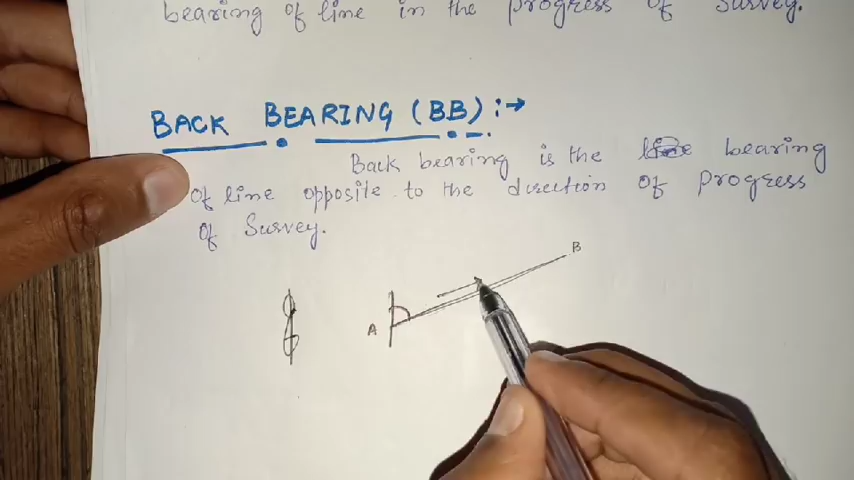 bearing of line in the progress of Survey.
BACK BEARING (BB) :→
Back bearing is the bearing
of line opposite to the direction of progress
of Survey.
B
A